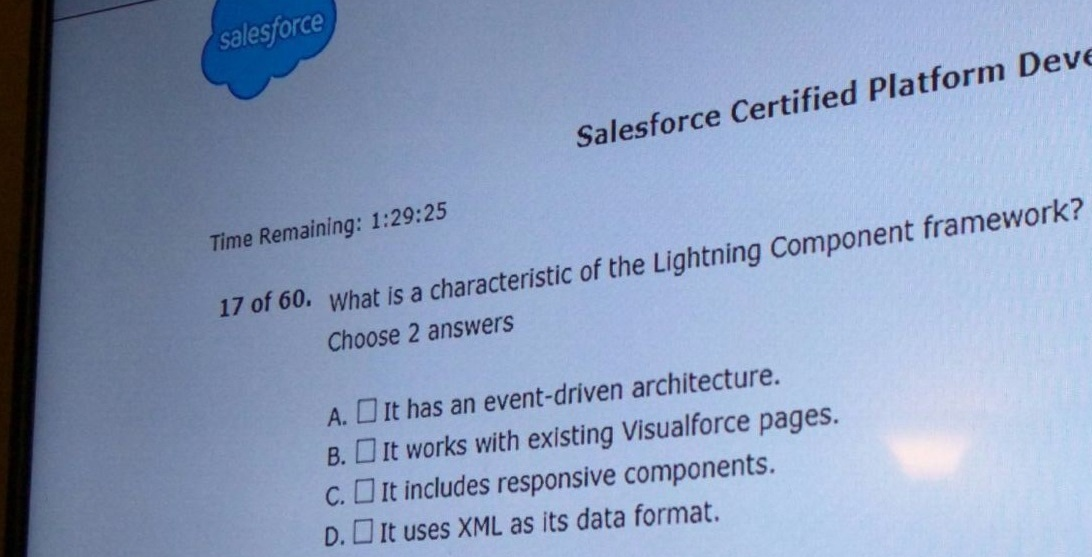 salesforce
Salesforce Certified Platform Deve
Time Remaining: 1:29:25
17 of 60. What is a characteristic of the Lightning Component framework?
Choose 2 answers
A. It has an event-driven architecture.
B. It works with existing Visualforce pages.
C. It includes responsive components.
D. It uses XML as its data format.